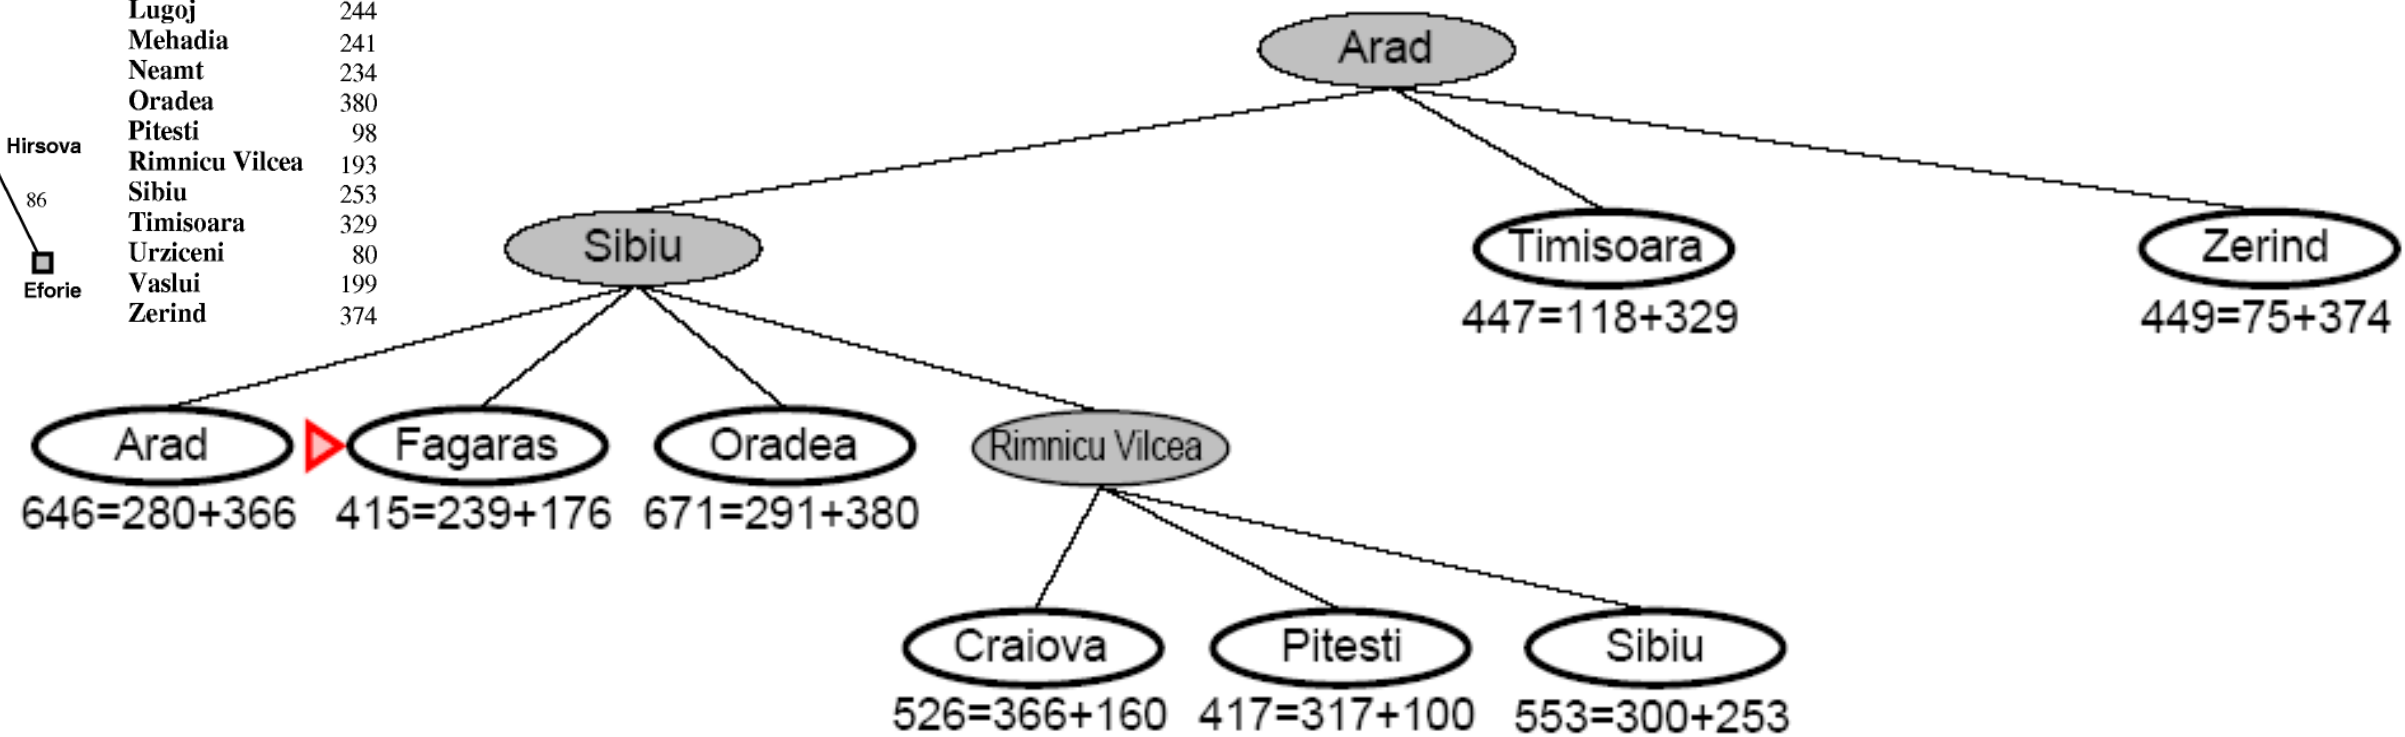 Lugoj 244
Mehadia 241
Neamt 234
Oradea 380
Pitesti 98
Rimnicu Vilcea 193
Sibiu 253
Timisoara 329
Urziceni 80
Vaslui 199
Zerind 374
Hirsova
86
Eforie
Arad
Sibiu
Timisoara
Zerind
447=118+329
449=75+374
Arad
Fagaras
Oradea
Rimnicu Vilcea
646=280+366
415=239+176
671=291+380
Craiova
Pitesti
Sibiu
526=366+160
417=317+100
553=300+253